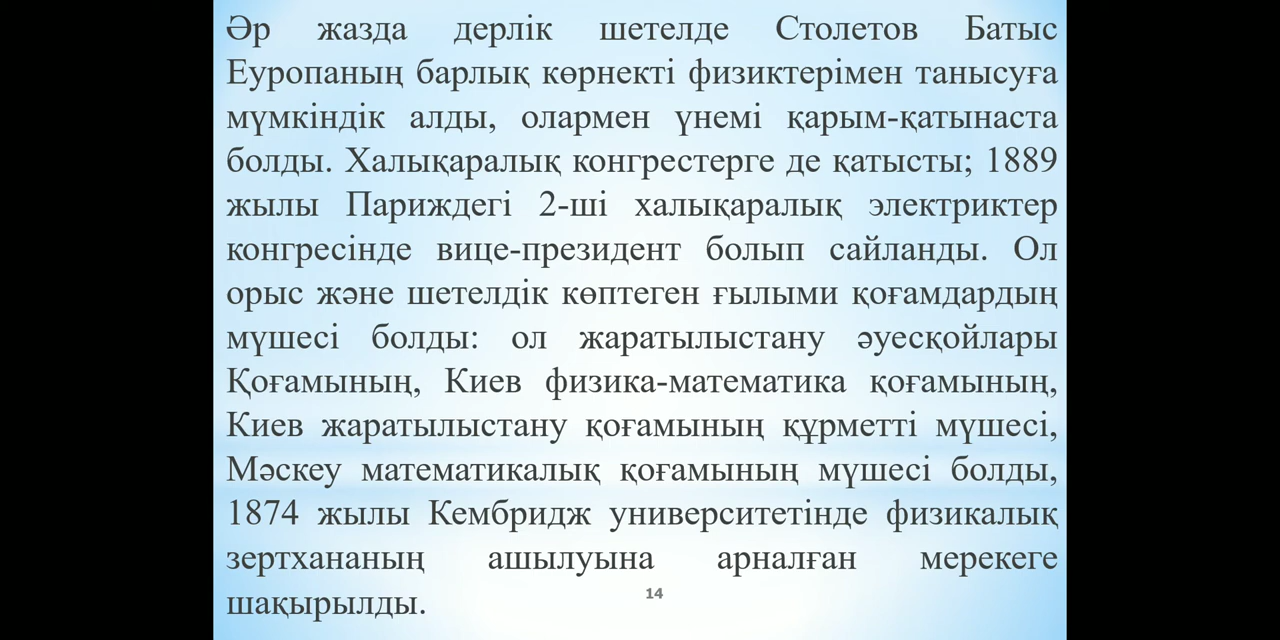 Әр жазда дерлік шетелде Столетов Батыс
Еуропаның барлық көрнекті физиктерімен танысуға
мүмкіндік алды, олармен үнемі қарым-қатынаста
болды. Халықаралық конгрестерге де қатысты; 1889
жылы Париждегі 2-ші халықаралық электриктер
конгресінде вице-президент болып сайланды. Ол
орыс және шетелдік көптеген ғылыми қоғамдардың
мүшесі болды: ол жаратылыстану әуесқойлары
Қоғамының, Киев физика-математика қоғамының,
Киев жаратылыстану қоғамының құрметті мүшесі,
Мәскеу математикалық қоғамының мүшесі болды,
1874 жылы Кембридж университетінде физикалық
зертхананың ашылуына арналған мерекеге
шақырылды.
14